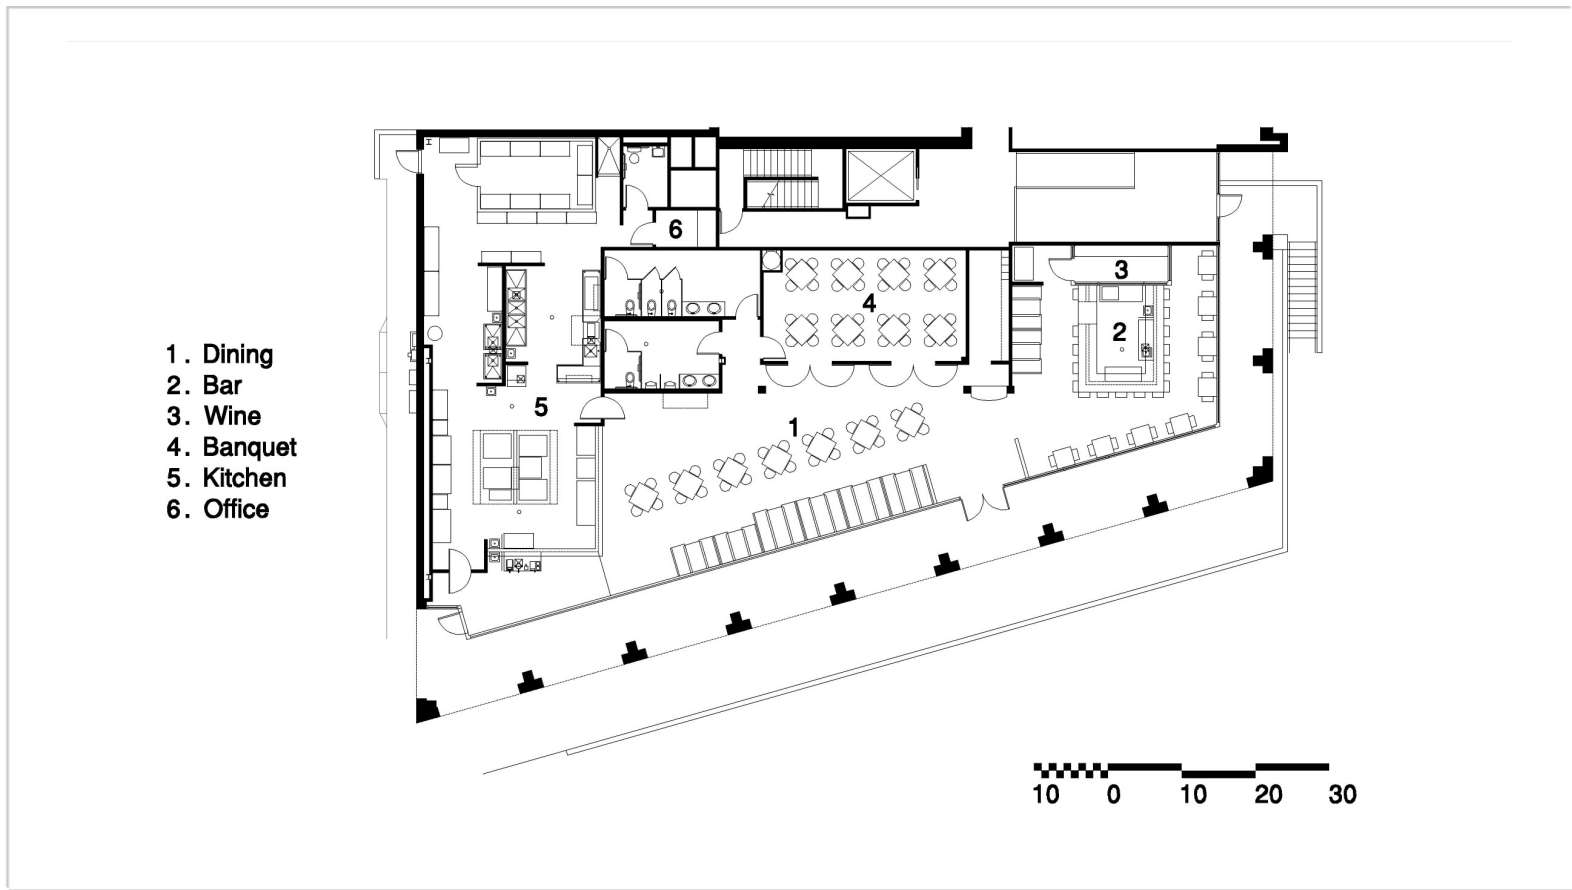 6
3
4
2
1. Dining
2. Bar
3. Wine
4. Banquet
5. Kitchen
6. Office
5
1
10 0 10 20 30